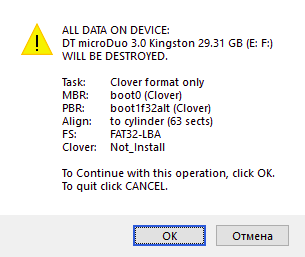 ALL DATA ON DEVICE:
DT microDuo 3.0 Kingston 29.31 GB (E: F:)
WILL BE DESTROYED.
Task: Clover format only
MBR: boot0 (Clover)
PBR: boot1f32alt (Clover)
Align: to cylinder (63 sects)
FS: FAT32-LBA
Clover: Not_Install
To Continue with this operation, click OK.
To quit click CANCEL.
OK Отмена